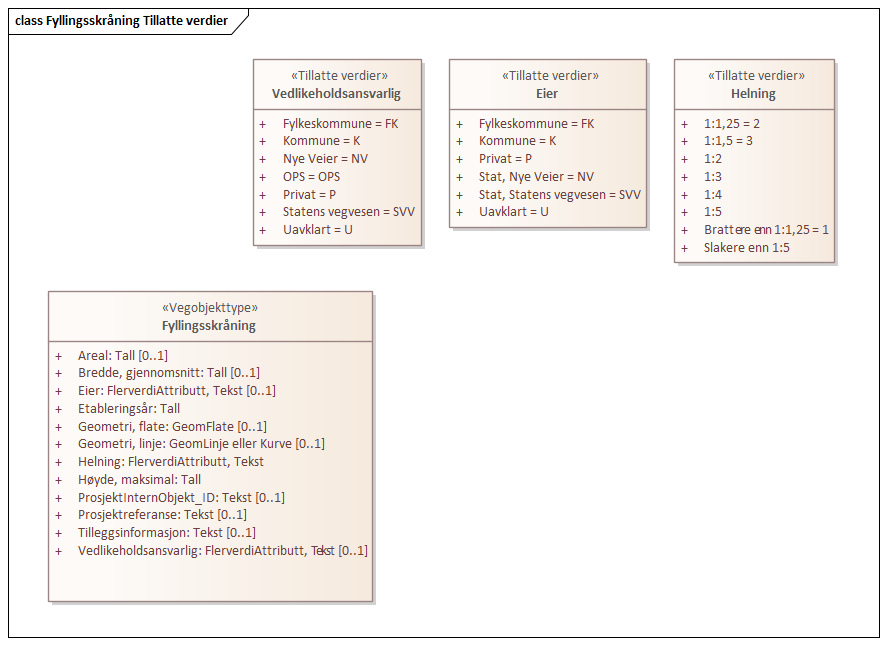 class Fyllingsskråning Tillatte verdier
«Tillatte verdier»
Vedlikeholdsansvarlig
+ Fylkeskommune = FK
+ Kommune = K
+ Nye Veier = NV
+ OPS = OPS
+ Privat = P
+ Statens vegvesen = SVV
+ Uavklart = U
«Tillatte verdier»
Eier
+ Fylkeskommune = FK
+ Kommune = K
+ Privat = P
+ Stat, Nye Veier = NV
+ Stat, Statens vegvesen = SVV
+ Uavklart = U
«Tillatte verdier»
Helning
+ 1:1,25 = 2
+ 1:1,5 = 3
+ 1:2
+ 1:3
+ 1:4
+ 1:5
+ Brattere enn 1:1,25 = 1
+ Slakere enn 1:5
«Vegobjekttype»
Fyllingsskråning
+ Areal: Tall [0..1]
+ Bredde, gjennomsnitt: Tall [0..1]
+ Eier: FlerverdiAttributt, Tekst [0..1]
+ Etableringsår: Tall
+ Geometri, flate: GeomFlate [0..1]
+ Geometri, linje: GeomLinje eller Kurve [0..1]
+ Helning: FlerverdiAttributt, Tekst
+ Høyde, maksimal: Tall
+ ProsjektInternObjekt_ID: Tekst [0..1]
+ Prosjektreferanse: Tekst [0..1]
+ Tilleggsinformasjon: Tekst [0..1]
+ Vedlikeholdsansvarlig: FlerverdiAttributt, Tekst [0..1]